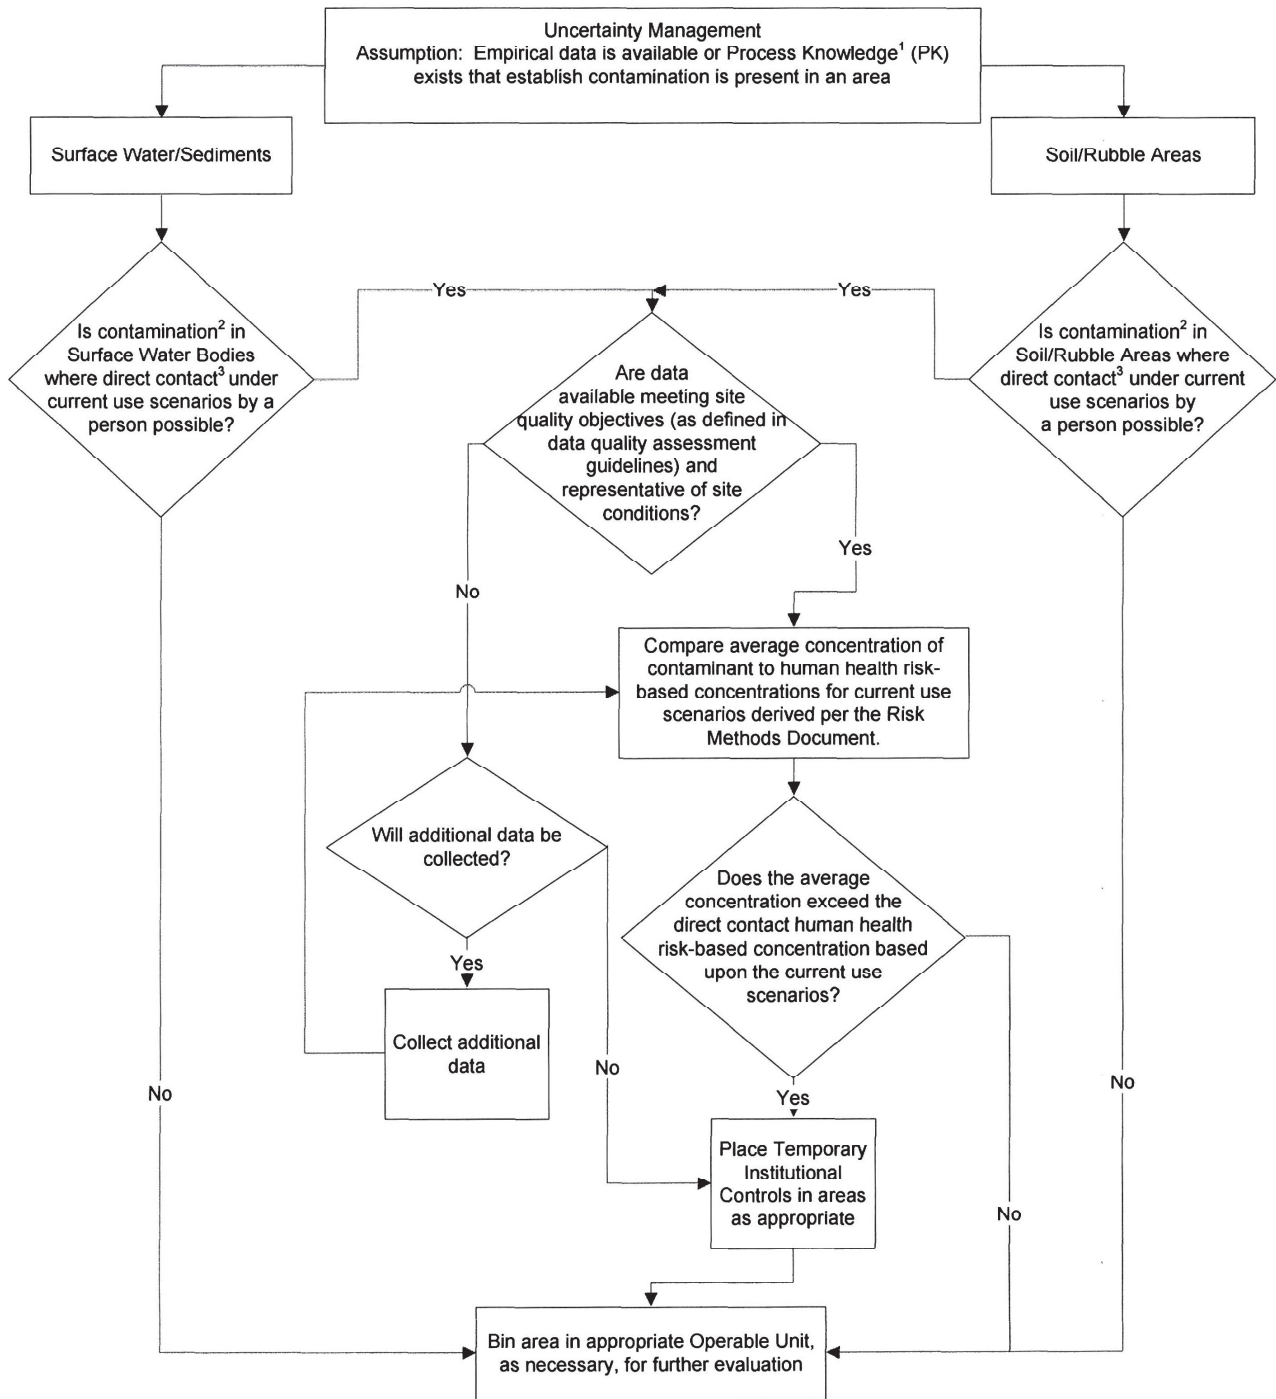 Uncertainty Management
Assumption: Empirical data is available or Process Knowledge¹ (PK)
exists that establish contamination is present in an area
Surface Water/Sediments
Soil/Rubble Areas
Is contamination² in
Surface Water Bodies
where direct contact³ under
current use scenarios by a
person possible?
Yes
Yes
Is contamination² in
Soil/Rubble Areas where
direct contact³ under current
use scenarios by
a person possible?
Are data
available meeting site
quality objectives (as defined in
data quality assessment
guidelines) and
representative of site
conditions?
Yes
No
Compare average concentration of
contaminant to human health risk-
based concentrations for current use
scenarios derived per the Risk
Methods Document.
Will additional data be
collected?
Does the average
concentration exceed the
direct contact human health
risk-based concentration based
upon the current use
scenarios?
Yes
Collect additional
data
No
No
No
Yes
Place Temporary
Institutional
Controls in areas
as appropriate
No
Bin area in appropriate Operable Unit,
as necessary, for further evaluation